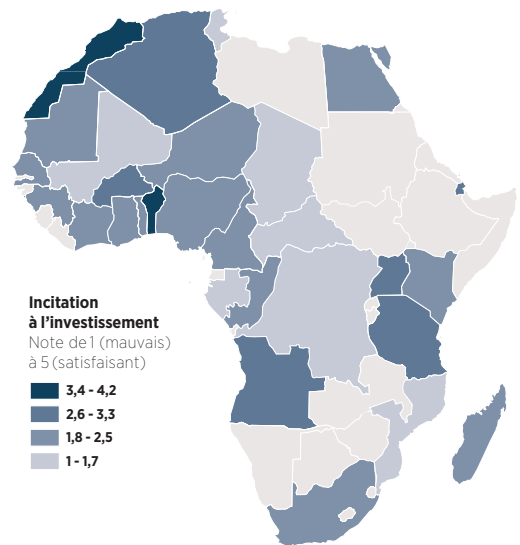 Incitation
à l'investissement
Note de 1 (mauvais)
à 5 (satisfaisant)
3,4 - 4,2
2,6 - 3,3
1,8 - 2,5
1 - 1,7